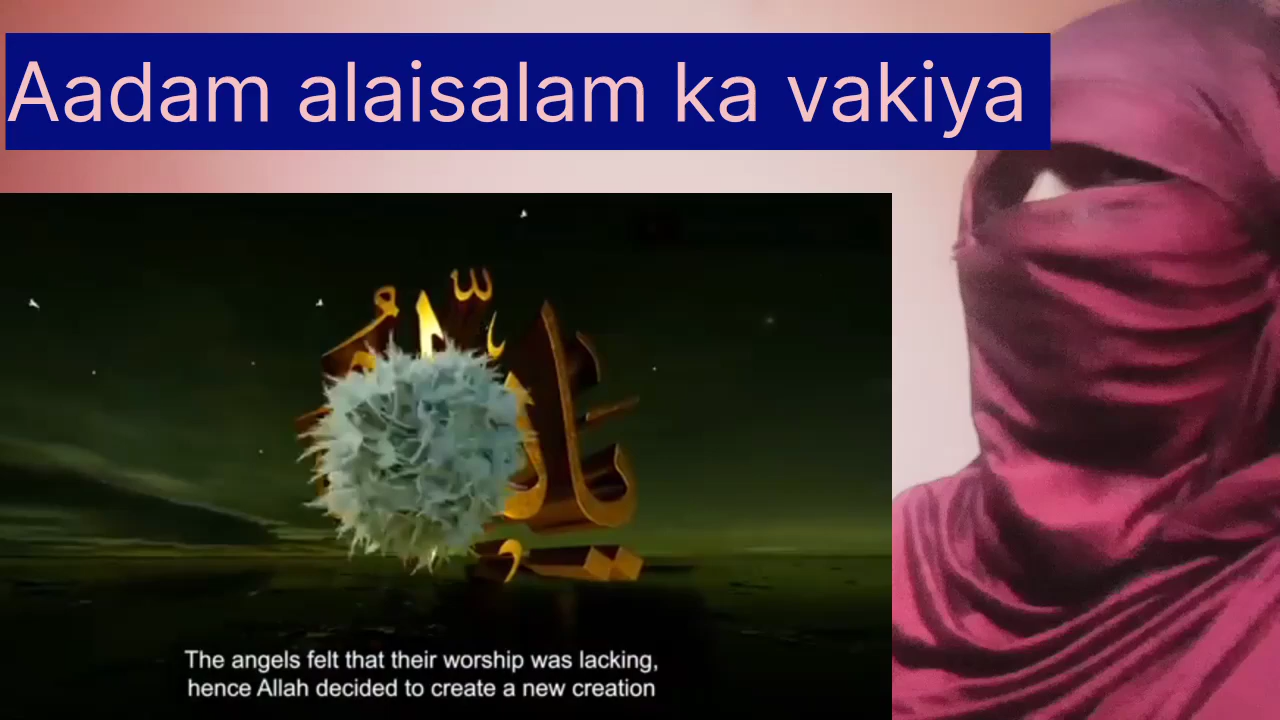 Aadam alaisalam ka vakiya
The angels felt that their worship was lacking,
hence Allah decided to create a new creation